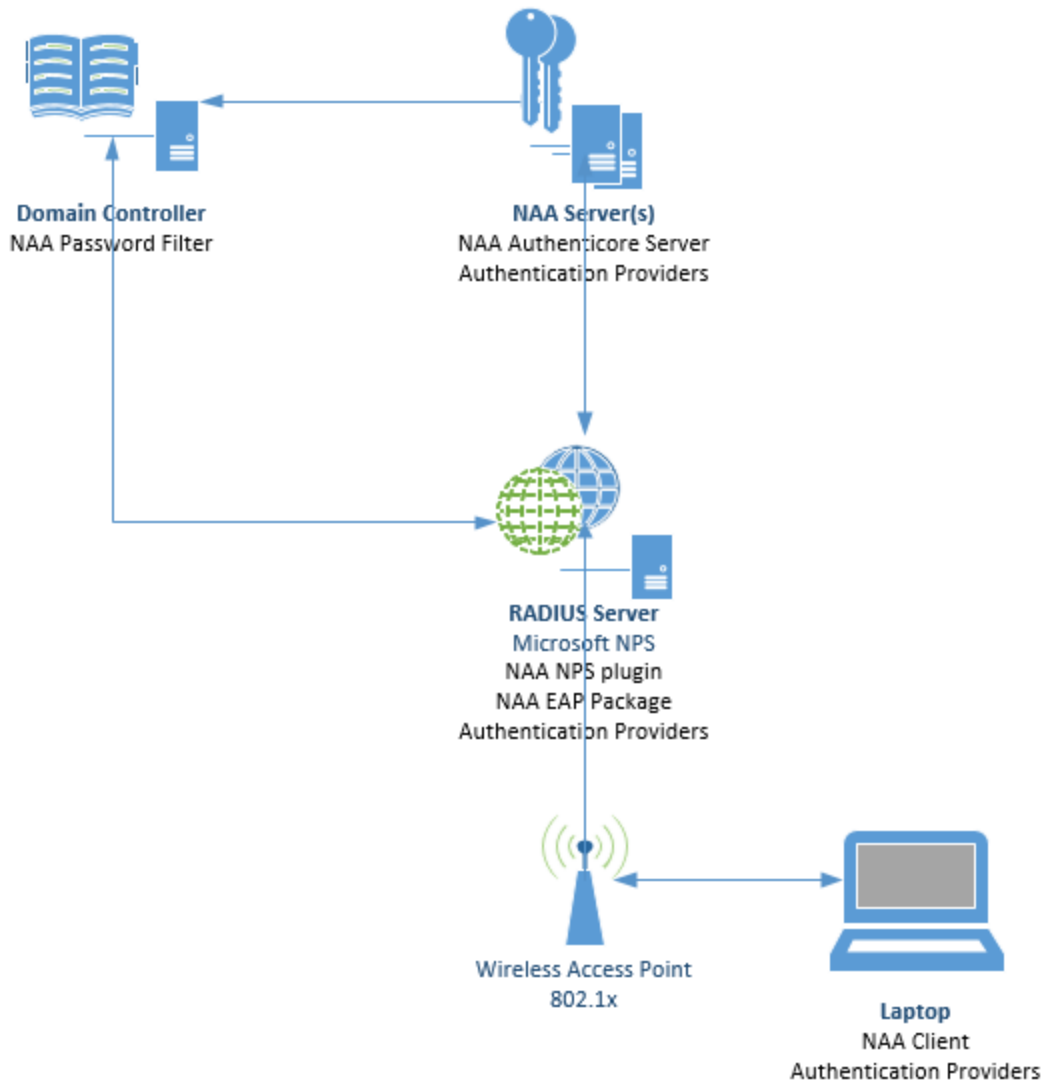 Domain Controller
NAA Password Filter
NAA Server(s)
NAA Authenticore Server
Authentication Providers
RADIUS Server
Microsoft NPS
NAA NPS plugin
NAA EAP Package
Authentication Providers
Wireless Access Point
802.1x
Laptop
NAA Client
Authentication Providers